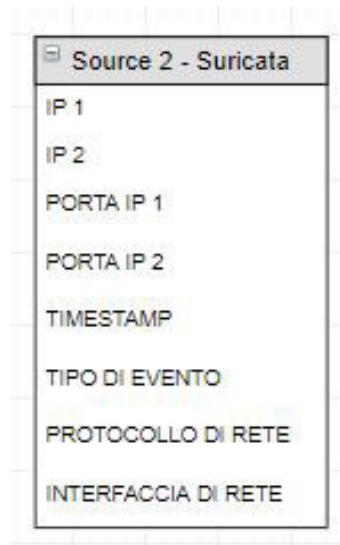 Source 2 - Suricata
IP 1
IP 2
PORTA IP 1
PORTA IP 2
TIMESTAMP
TIPO DI EVENTO
PROTOCOLLO DI RETE
INTERFACCIA DI RETE